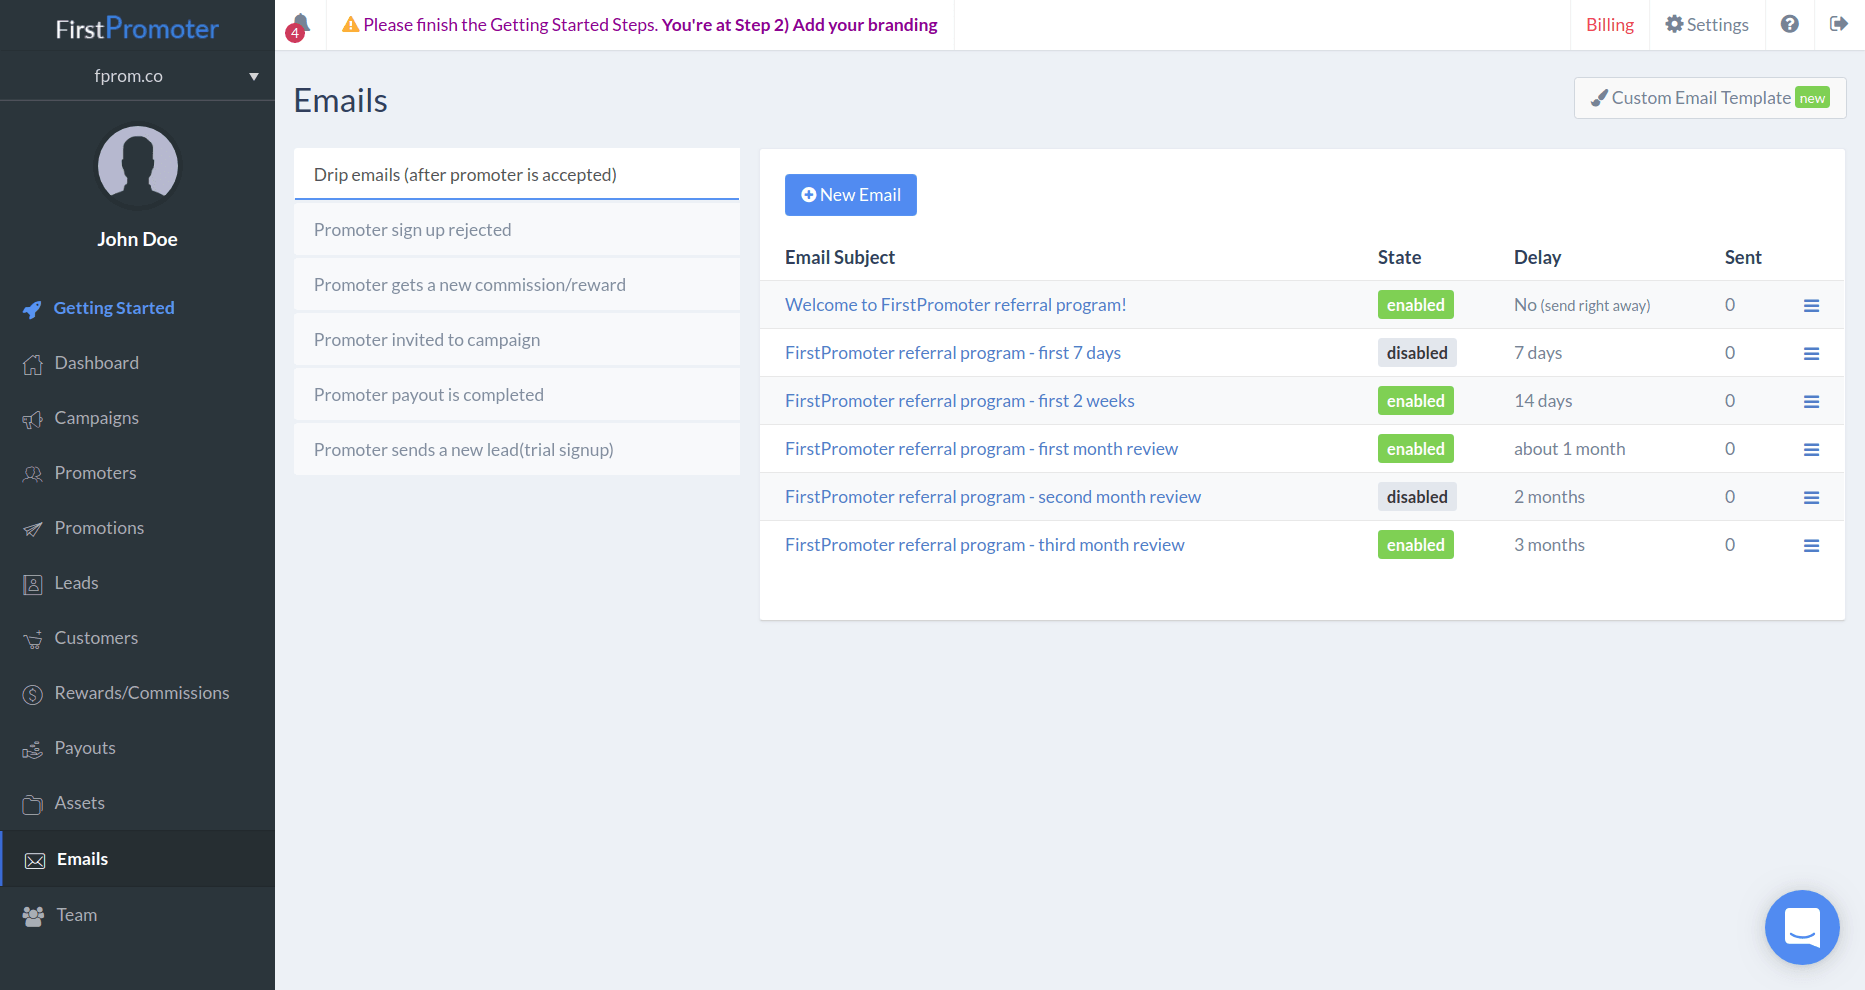 FirstPromoter
fprom.co
John Doe
Getting Started
Dashboard
Campaigns
Promoters
Promotions
Leads
Customers
Rewards/Commissions
Payouts
Assets
Emails
Team
4
Please finish the Getting Started Steps. You're at Step 2) Add your branding
Billing
Settings
Emails
Custom Email Template new
Drip emails (after promoter is accepted)
Promoter sign up rejected
Promoter gets a new commission/reward
Promoter invited to campaign
Promoter payout is completed
Promoter sends a new lead(trial signup)
New Email
Email Subject State Delay Sent
Welcome to FirstPromoter referral program! enabled No (send right away) 0
FirstPromoter referral program - first 7 days disabled 7 days 0
FirstPromoter referral program - first 2 weeks enabled 14 days 0
FirstPromoter referral program - first month review enabled about 1 month 0
FirstPromoter referral program - second month review disabled 2 months 0
FirstPromoter referral program - third month review enabled 3 months 0